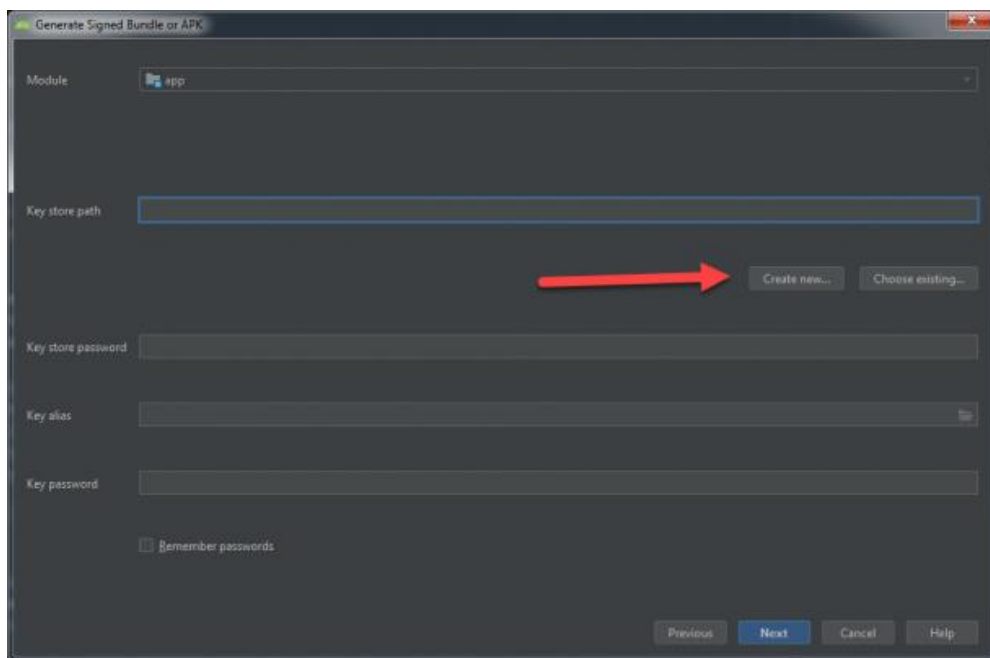 Generate Signed Bundle or APK
Module
app
Key store path
Create new... Choose existing...
Key store password
Key alias
Key password
Remember passwords
Previous Next Cancel Help